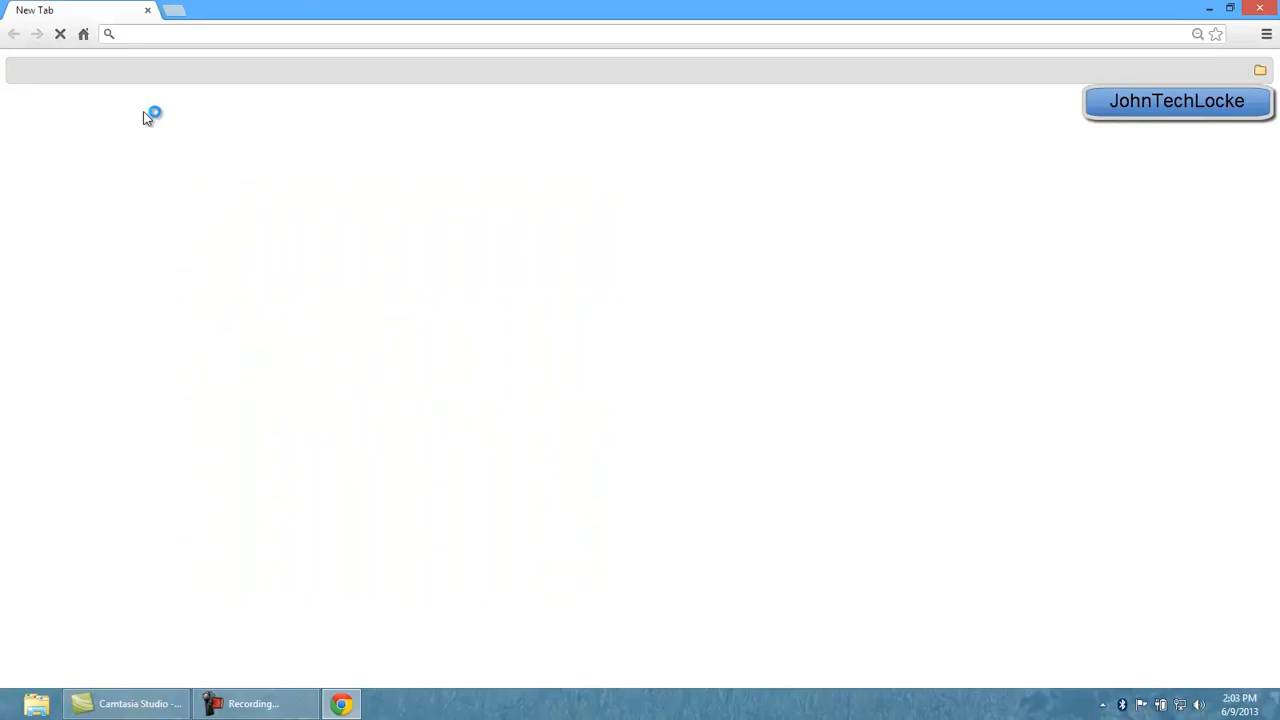 New Tab
JohnTechLocke
Camtasia Studio -...
Recording...
2:03 PM
6/9/2013